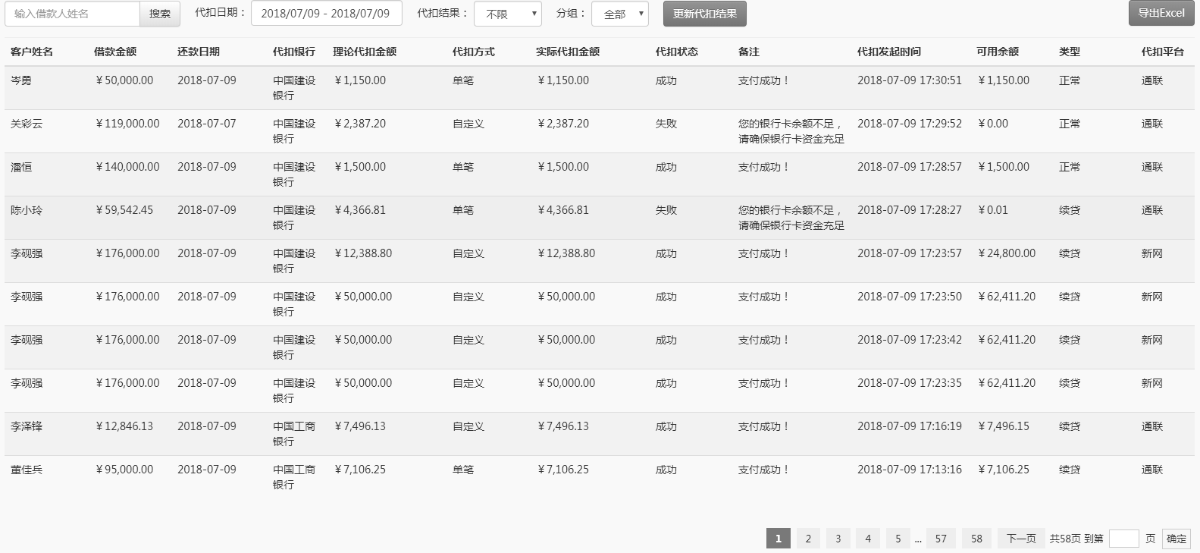 输入借款人姓名 搜索 代扣日期： 2018/07/09 - 2018/07/09 代扣结果： 不限 分组： 全部 更新代扣结果 导出Excel
客户姓名 借款金额 还款日期 代扣银行 理论代扣金额 代扣方式 实际代扣金额 代扣状态 备注 代扣发起时间 可用余额 类型 代扣平台
岑勇 ￥50,000.00 2018-07-09 中国建设 ￥1,150.00 单笔 ￥1,150.00 成功 支付成功！ 2018-07-09 17:30:51 ￥1,150.00 正常 通联
银行
关彩云 ￥119,000.00 2018-07-07 中国建设 ￥2,387.20 自定义 ￥2,387.20 失败 您的银行卡余额不足， 2018-07-09 17:29:52 ￥0.00 正常 通联
银行 请确保银行卡资金充足
潘恒 ￥140,000.00 2018-07-09 中国建设 ￥1,500.00 单笔 ￥1,500.00 成功 支付成功！ 2018-07-09 17:28:57 ￥1,500.00 正常 通联
银行
陈小玲 ￥59,542.45 2018-07-09 中国建设 ￥4,366.81 单笔 ￥4,366.81 失败 您的银行卡余额不足， 2018-07-09 17:28:27 ￥0.01 续贷 通联
银行 请确保银行卡资金充足
李砚强 ￥176,000.00 2018-07-09 中国建设 ￥12,388.80 自定义 ￥12,388.80 成功 支付成功！ 2018-07-09 17:23:57 ￥24,800.00 续贷 新网
银行
李砚强 ￥176,000.00 2018-07-09 中国建设 ￥50,000.00 自定义 ￥50,000.00 成功 支付成功！ 2018-07-09 17:23:50 ￥62,411.20 续贷 新网
银行
李砚强 ￥176,000.00 2018-07-09 中国建设 ￥50,000.00 自定义 ￥50,000.00 成功 支付成功！ 2018-07-09 17:23:42 ￥62,411.20 续贷 新网
银行
李砚强 ￥176,000.00 2018-07-09 中国建设 ￥50,000.00 自定义 ￥50,000.00 成功 支付成功！ 2018-07-09 17:23:35 ￥62,411.20 续贷 新网
银行
李泽锋 ￥12,846.13 2018-07-09 中国工商 ￥7,496.13 自定义 ￥7,496.13 成功 支付成功！ 2018-07-09 17:16:19 ￥7,496.15 续贷 通联
银行
董佳兵 ￥95,000.00 2018-07-09 中国工商 ￥7,106.25 单笔 ￥7,106.25 成功 支付成功！ 2018-07-09 17:13:16 ￥7,106.25 续贷 通联
银行
1 2 3 4 5 ... 57 58 下一页 共58页 到第 页 确定